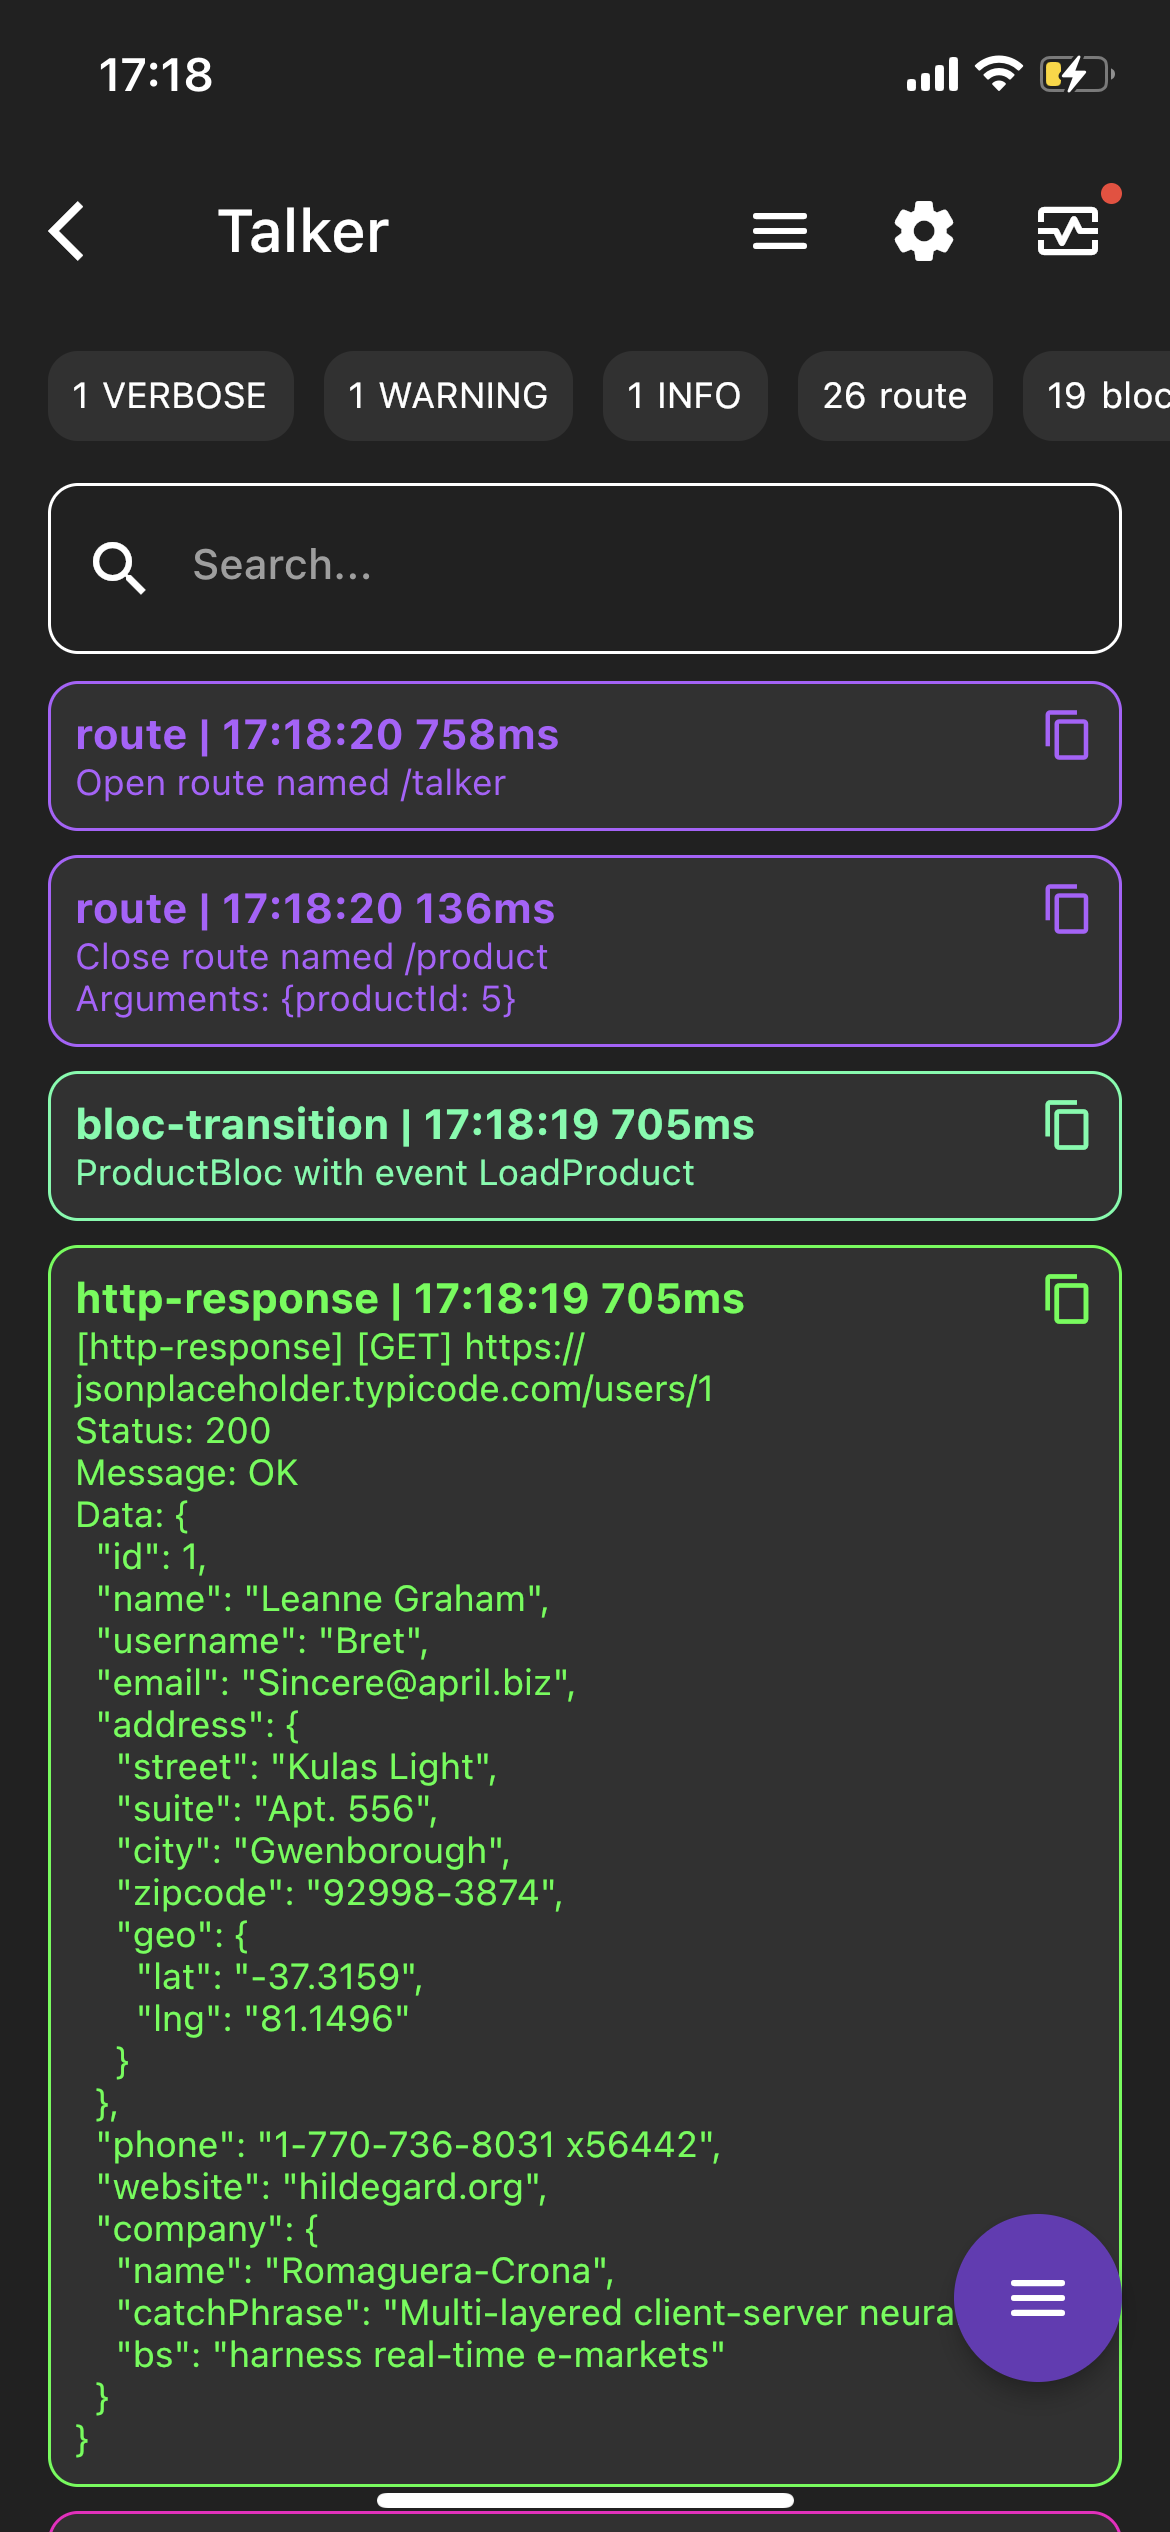 17:18
Talker
1 VERBOSE
1 WARNING
1 INFO
26 route
19 bloc
Search...
route | 17:18:20 758ms
Open route named /talker
route | 17:18:20 136ms
Close route named /product
Arguments: {productId: 5}
bloc-transition | 17:18:19 705ms
ProductBloc with event LoadProduct
http-response | 17:18:19 705ms
[http-response] [GET] https://
jsonplaceholder.typicode.com/users/1
Status: 200
Message: OK
Data: {
"id": 1,
"name": "Leanne Graham",
"username": "Bret",
"email": "Sincere@april.biz",
"address": {
"street": "Kulas Light",
"suite": "Apt. 556",
"city": "Gwenborough",
"zipcode": "92998-3874",
"geo": {
"lat": "-37.3159",
"lng": "81.1496"
}
},
"phone": "1-770-736-8031 x56442",
"website": "hildegard.org",
"company": {
"name": "Romaguera-Crona",
"catchPhrase": "Multi-layered client-server neura
"bs": "harness real-time e-markets"
}
}